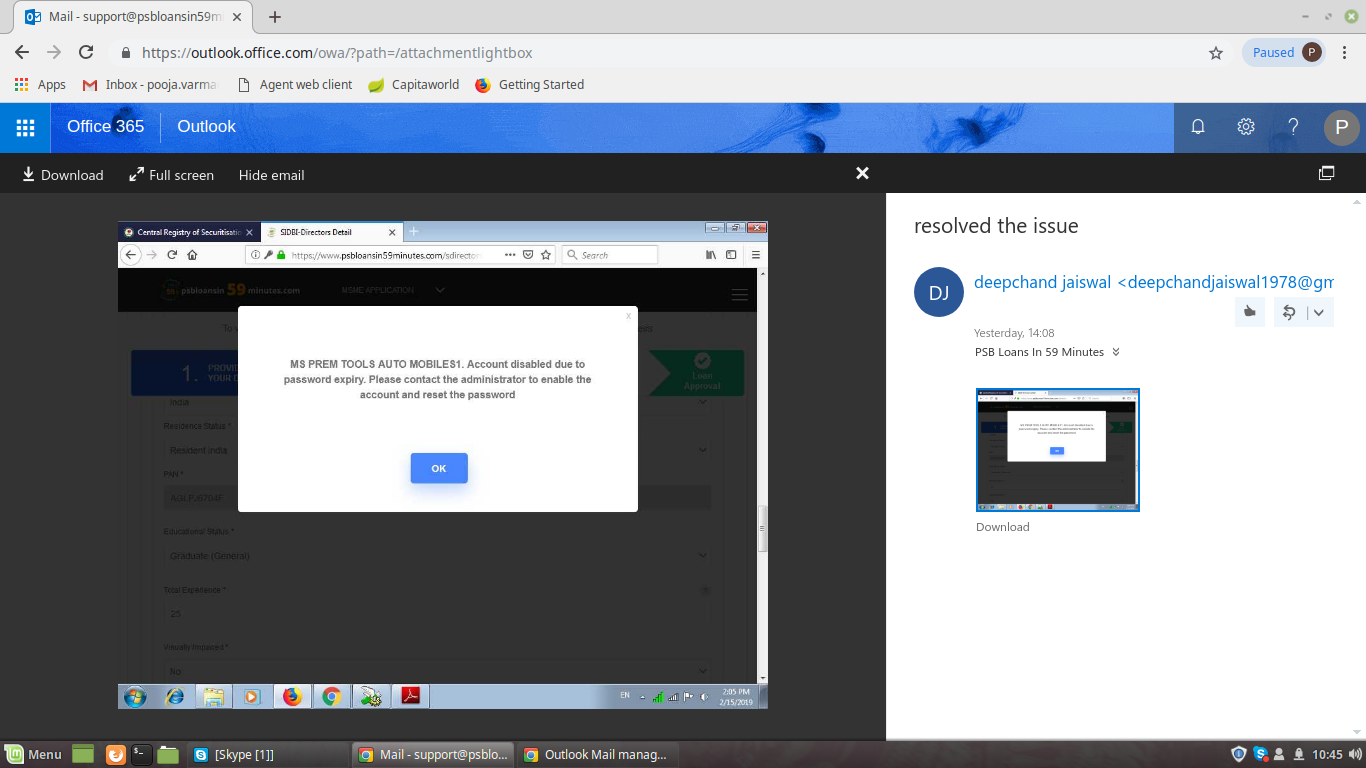 Mail - support@psbloansin59m
https://outlook.office.com/owa/?path=/attachmentlightbox
Paused
P
Apps
Inbox - pooja.varma
Agent web client
Capitaworld
Getting Started
Office 365
Outlook
?
P
Download
Full screen
Hide email
Central Registry of Securitisatio
SIDBI-Directors Detail
https://www.psbloansin59minutes.com/sdirector
Search
psbloansin 59 minutes.com
MSME APPLICATION
x
MS PREM TOOLS AUTO MOBILES1. Account disabled due to
password expiry. Please contact the administrator to enable the
account and reset the password
OK
1.
PROVID
YOUR D
Loan
Approval
India
Residence Status *
Resident India
PAN *
Educational Status *
Graduate (General)
Total Experience *
25
Visually Impaired *
No
EN
2:05 PM
2/15/2019
resolved the issue
DJ
deepchand jaiswal <deepchandjaiswal1978@gm
Yesterday, 14:08
PSB Loans In 59 Minutes
Download
Menu
[Skype [1]]
Mail - support@psblo...
Outlook Mail manag...
10:45